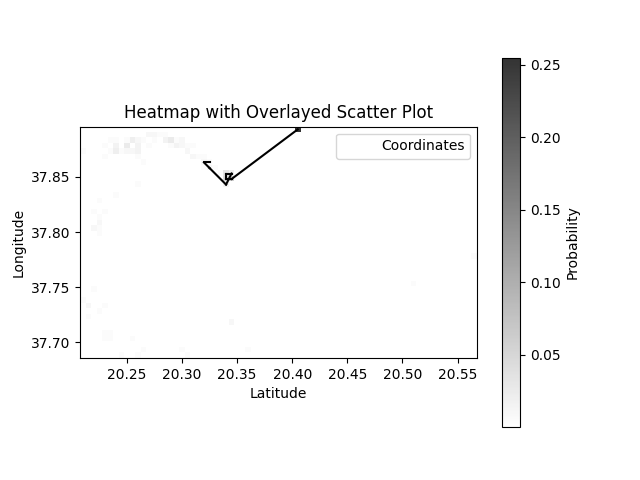 Heatmap with Overlayed Scatter Plot
Coordinates
37.85
37.80
37.75
37.70
Longitude
20.25 20.30 20.35 20.40 20.45 20.50 20.55
Latitude
0.25
0.20
0.15
0.10
0.05
Probability